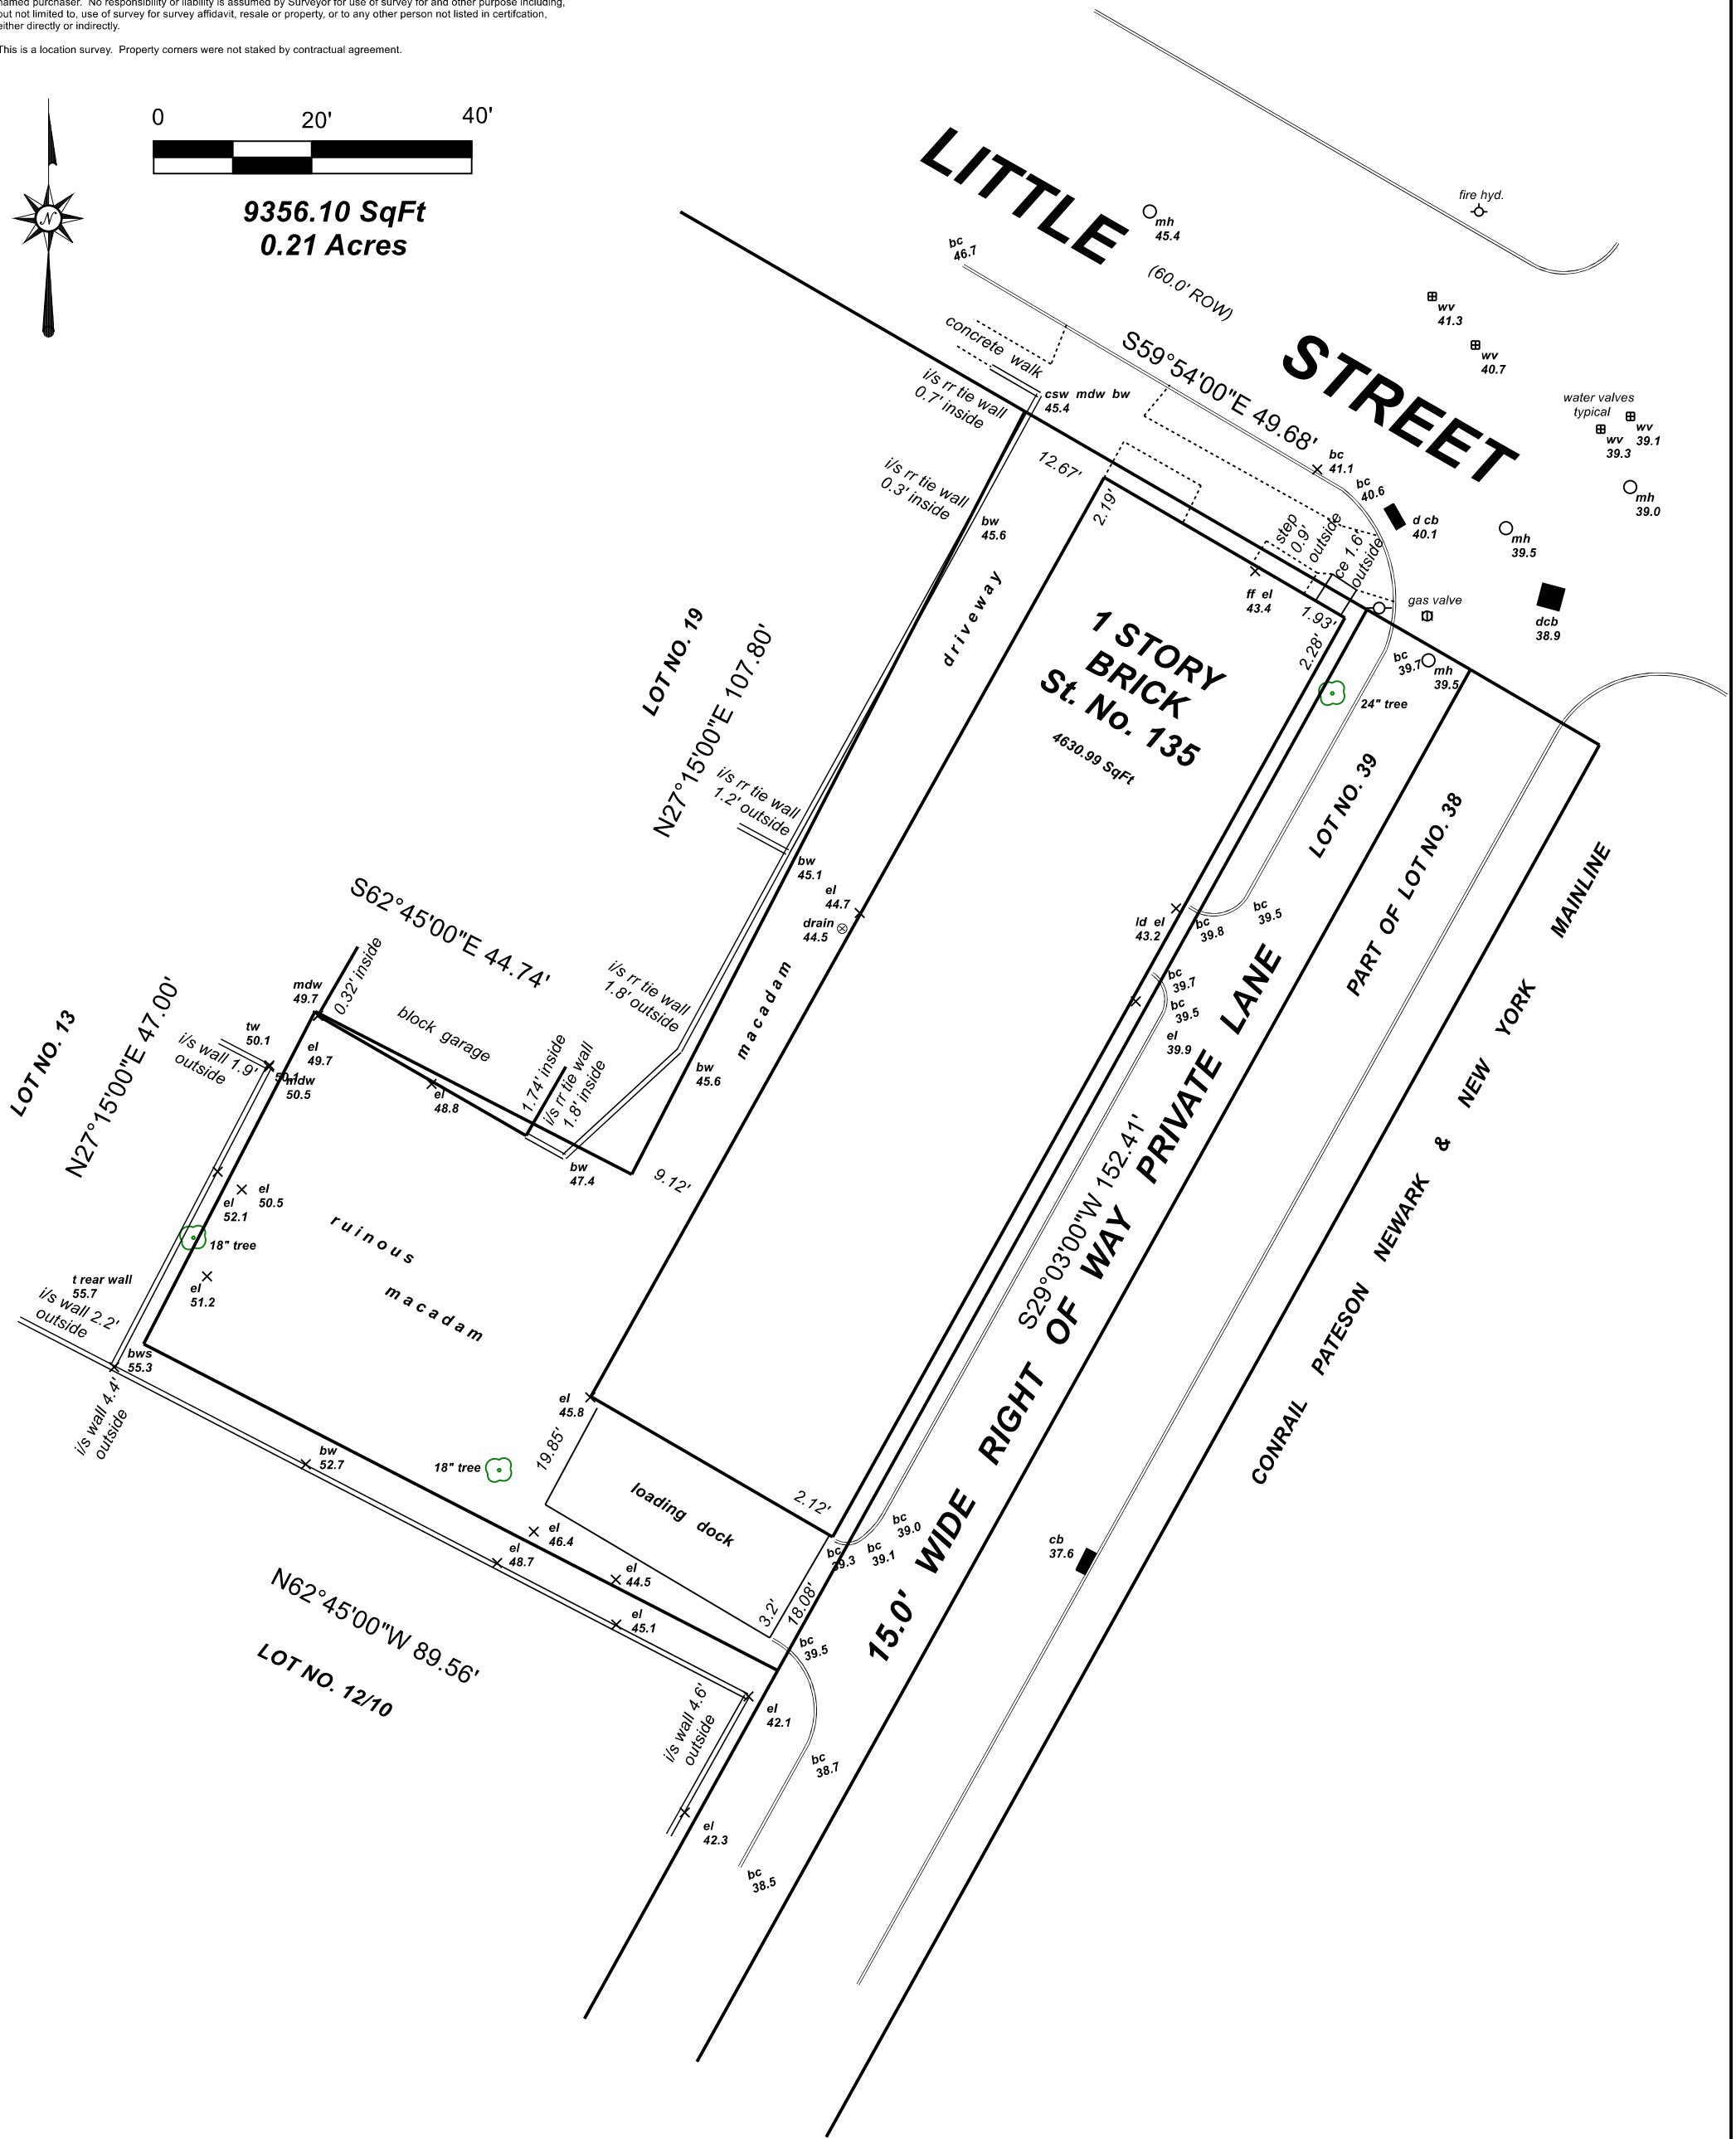 named purchaser. No responsibility or liability is assumed by Surveyor for use of survey for and other purpose including,
but not limited to, use of survey for survey affidavit, resale or property, or to any other person not listed in certifcation,
either directly or indirectly.
This is a location survey. Property corners were not staked by contractual agreement.
0 20' 40'
N
9356.10 SqFt
0.21 Acres
LITTLE
STREET
(60.0' ROW)
mh
45.4
fire hyd.
bc
46.7
wv
41.3
wv
40.7
water valves
typical
wv
39.1
wv
39.3
mh
39.0
mh
39.5
dcb
38.9
d cb
40.1
gas valve
bc
41.1
bc
40.6
S59°54'00"E 49.68'
concrete walk
i/s rr tie wall
0.7' inside
csw mdw bw
45.4
12.67'
2.19'
i/s rr tie wall
0.3' inside
bw
45.6
step
0.9'
outside
ce 1.6'
outside
ff el
43.4
1.93'
2.28'
bc
39.7
mh
39.5
24" tree
driveway
1 STORY
BRICK
St. No. 135
4630.99 SqFt
LOT NO. 19
N27°15'00"E 107.80'
i/s rr tie wall
1.2' outside
bw
45.1
el
44.7
drain
44.5
LOT NO. 39
PART OF LOT NO. 38
ld el
43.2
bc
39.8
bc
39.5
bc
39.7
bc
39.5
el
39.9
S62°45'00"E 44.74'
i/s rr tie wall
1.8' outside
macadam
mdw
49.7
0.32' inside
block garage
1.74' inside
i/s rr tie wall
1.8' inside
tw
50.1
i/s wall 1.9'
outside
el
49.7
50.1
mdw
50.5
el
48.8
bw
45.6
bw
47.4
9.12'
LOT NO. 13
N27°15'00"E 47.00'
el
52.1
el
50.5
18" tree
el
51.2
ruinous
macadam
t rear wall
55.7
i/s wall 2.2'
outside
bws
55.3
i/s wall 4.4'
outside
bw
52.7
18" tree
el
45.8
19.85'
loading dock
2.12'
el
46.4
el
48.7
el
44.5
el
45.1
3.2'
18.08'
bc
39.3
bc
39.1
bc
39.0
bc
39.5
N62°45'00"W 89.56'
LOT NO. 12/10
i/s wall 4.6'
outside
el
42.1
bc
38.7
el
42.3
bc
38.5
S29°03'00"W 152.41'
15.0' WIDE RIGHT OF WAY PRIVATE LANE
cb
37.6
CONRAIL PATESON NEWARK & NEW YORK MAINLINE